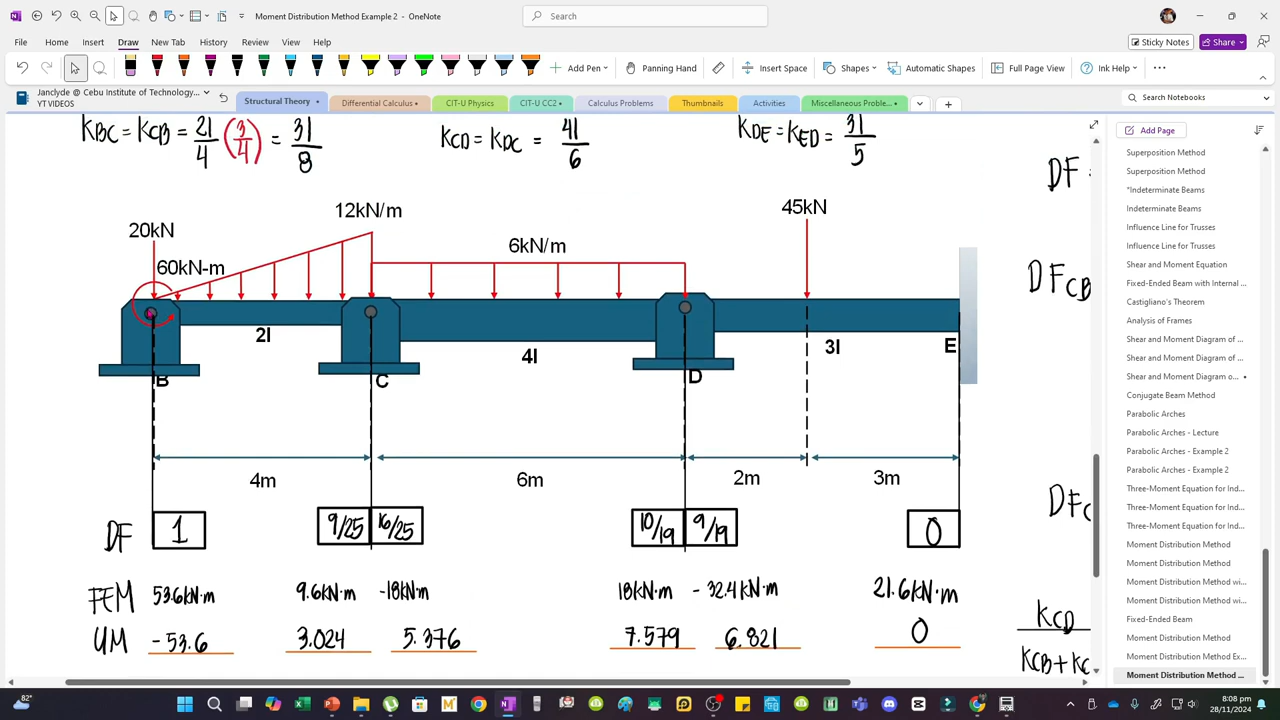 Moment Distribution Method Example 2 - OneNote
Search
File Home Insert Draw New Tab History Review View Help
Sticky Notes
Share
Add Pen
Panning Hand
Insert Space
Shapes
Automatic Shapes
Full Page View
Ink Help
Janclyde @ Cebu Institute of Technology...
YT VIDEOS
Structural Theory
Differential Calculus
CIT-U Physics
CIT-U CC2
Calculus Problems
Thumbnails
Activities
Miscellaneous Proble...
Search Notebooks
Add Page
Superposition Method
Superposition Method
*Indeterminate Beams
Indeterminate Beams
Influence Line for Trusses
Influence Line for Trusses
Shear and Moment Equation
Fixed-Ended Beam with Internal ...
Castigliano's Theorem
Analysis of Frames
Shear and Moment Diagram of ...
Shear and Moment Diagram of ...
Shear and Moment Diagram o...
Conjugate Beam Method
Parabolic Arches
Parabolic Arches - Lecture
Parabolic Arches - Example 2
Parabolic Arches - Example 2
Three-Moment Equation for Ind...
Three-Moment Equation for Ind...
Three-Moment Equation for Ind...
Moment Distribution Method
Moment Distribution Method
Moment Distribution Method wi...
Moment Distribution Method wi...
Fixed-Ended Beam
Moment Distribution Method
Moment Distribution Method Ex...
Moment Distribution Method ...
KBC = KCB = 2I/4 (3/4) = 3I/8
KCD = KDC = 4I/6
KDE = KED = 3I/5
DF =
DFCB
DFC
KCD
KCB + KC
20kN
60kN-m
12kN/m
6kN/m
45kN
2I
4I
3I
B
C
D
E
4m
6m
2m
3m
DF 1 9/25 16/25 10/19 9/19 0
FEM 53.6kN·m 9.6kN·m -18kN·m 18kN·m -32.4kN·m 21.6kN·m
UM -53.6 3.024 5.376 7.579 6.821 0
82°
8:08 pm
28/11/2024